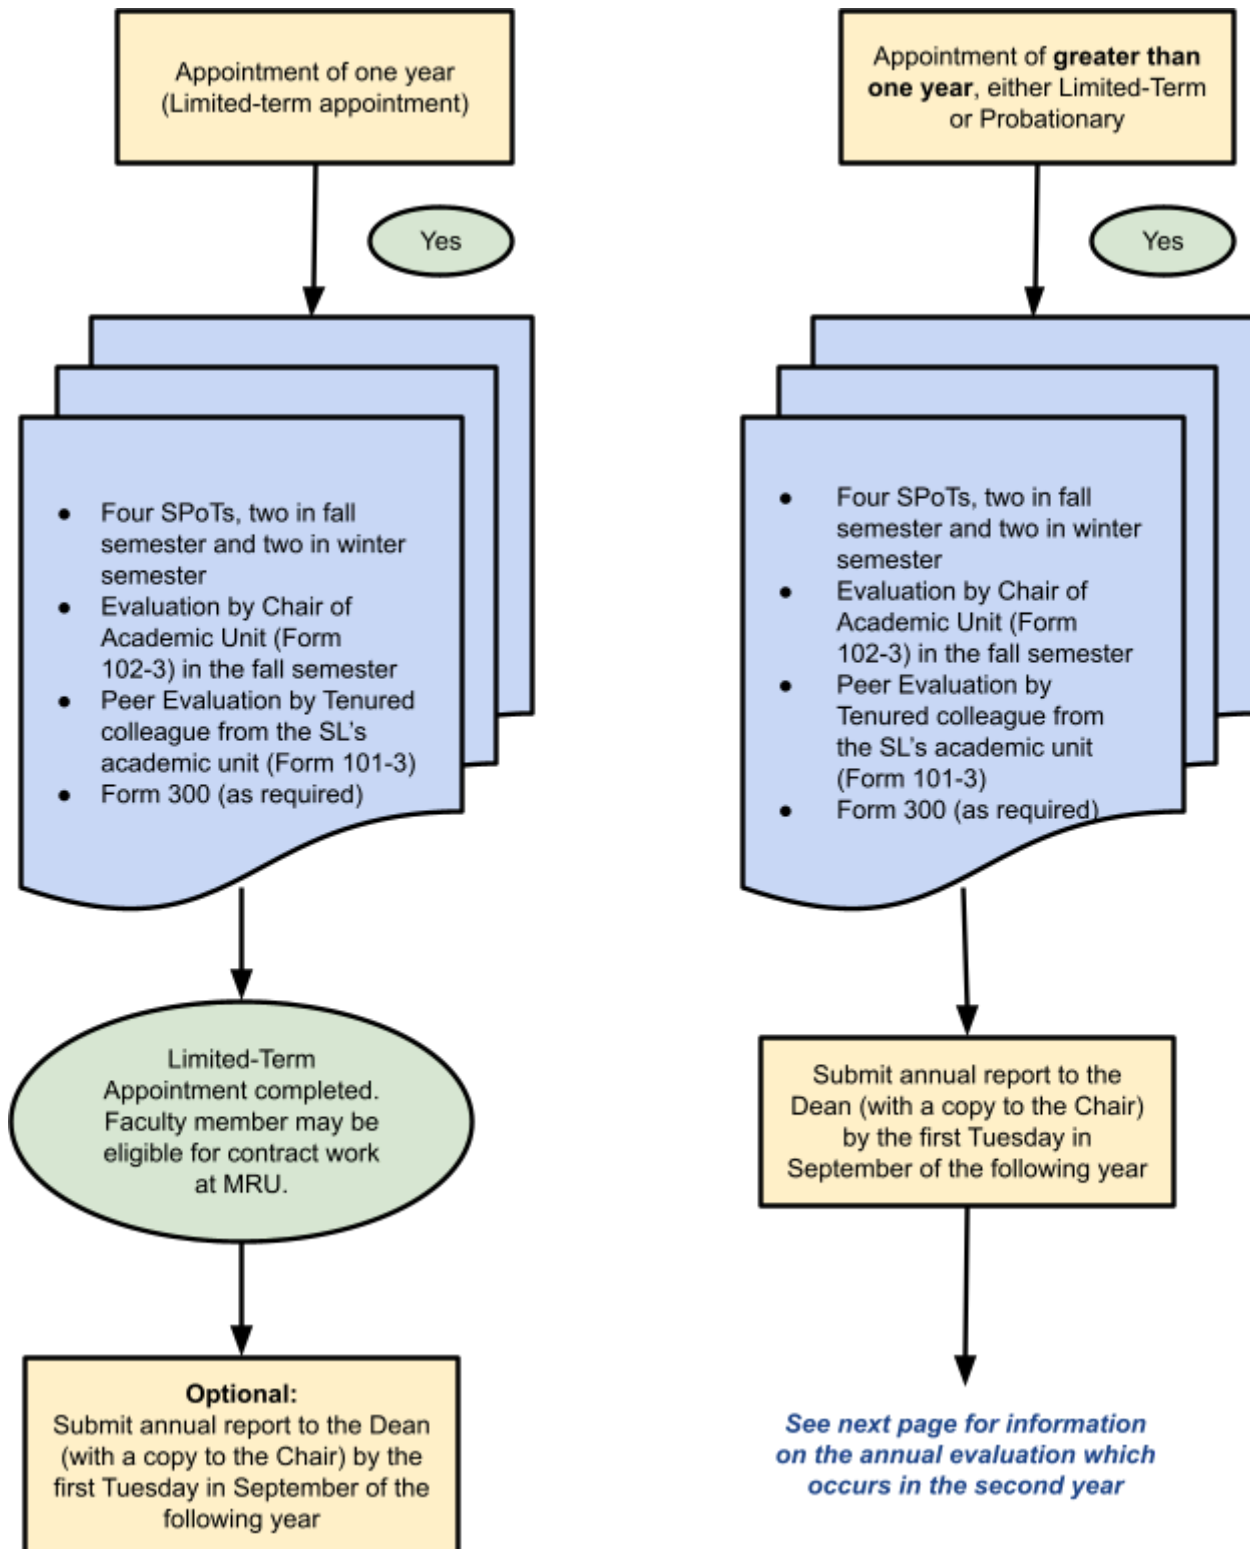 Appointment of one year
(Limited-term appointment)
Yes
● Four SPoTs, two in fall
semester and two in winter
semester
● Evaluation by Chair of
Academic Unit (Form
102-3) in the fall semester
● Peer Evaluation by Tenured
colleague from the SL's
academic unit (Form 101-3)
● Form 300 (as required)
Limited-Term
Appointment completed.
Faculty member may be
eligible for contract work
at MRU.
Optional:
Submit annual report to the Dean
(with a copy to the Chair) by the
first Tuesday in September of the
following year
Appointment of greater than
one year, either Limited-Term
or Probationary
Yes
● Four SPoTs, two in fall
semester and two in winter
semester
● Evaluation by Chair of
Academic Unit (Form
102-3) in the fall semester
● Peer Evaluation by
Tenured colleague from
the SL's academic unit
(Form 101-3)
● Form 300 (as required)
Submit annual report to the
Dean (with a copy to the Chair)
by the first Tuesday in
September of the following year
See next page for information
on the annual evaluation which
occurs in the second year